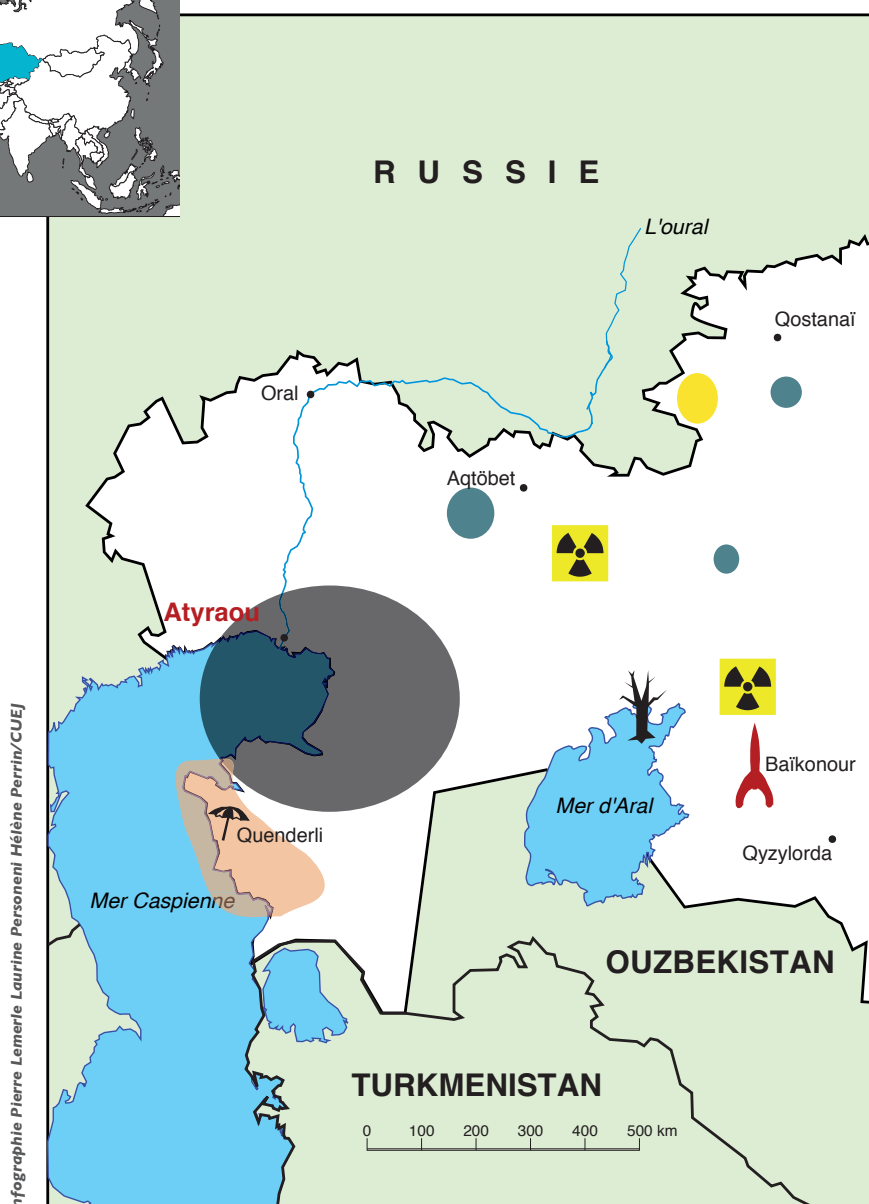 R U S S I E
L'oural
Qostanaï
Oral
Aqtöbet
Atyraou
Baïkonour
Mer d'Aral
Quenderli
Qyzylorda
Mer Caspienne
OUZBEKISTAN
TURKMENISTAN
0 100 200 300 400 500 km
nfographie Pierre Lemerle Laurine Personeni Hélène Perrin/CUEJ